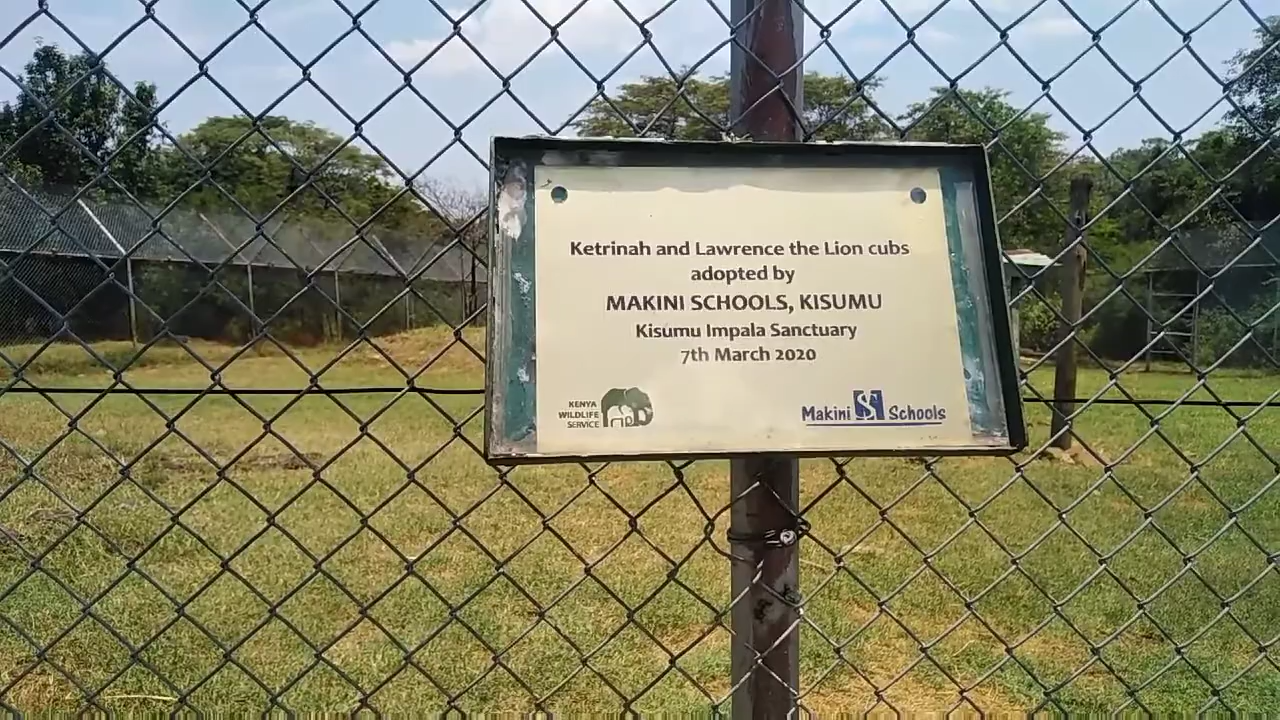 Ketrinah and Lawrence the Lion cubs
adopted by
MAKINI SCHOOLS, KISUMU
Kisumu Impala Sanctuary
7th March 2020
KENYA
WILDLIFE
SERVICE
Makini S Schools